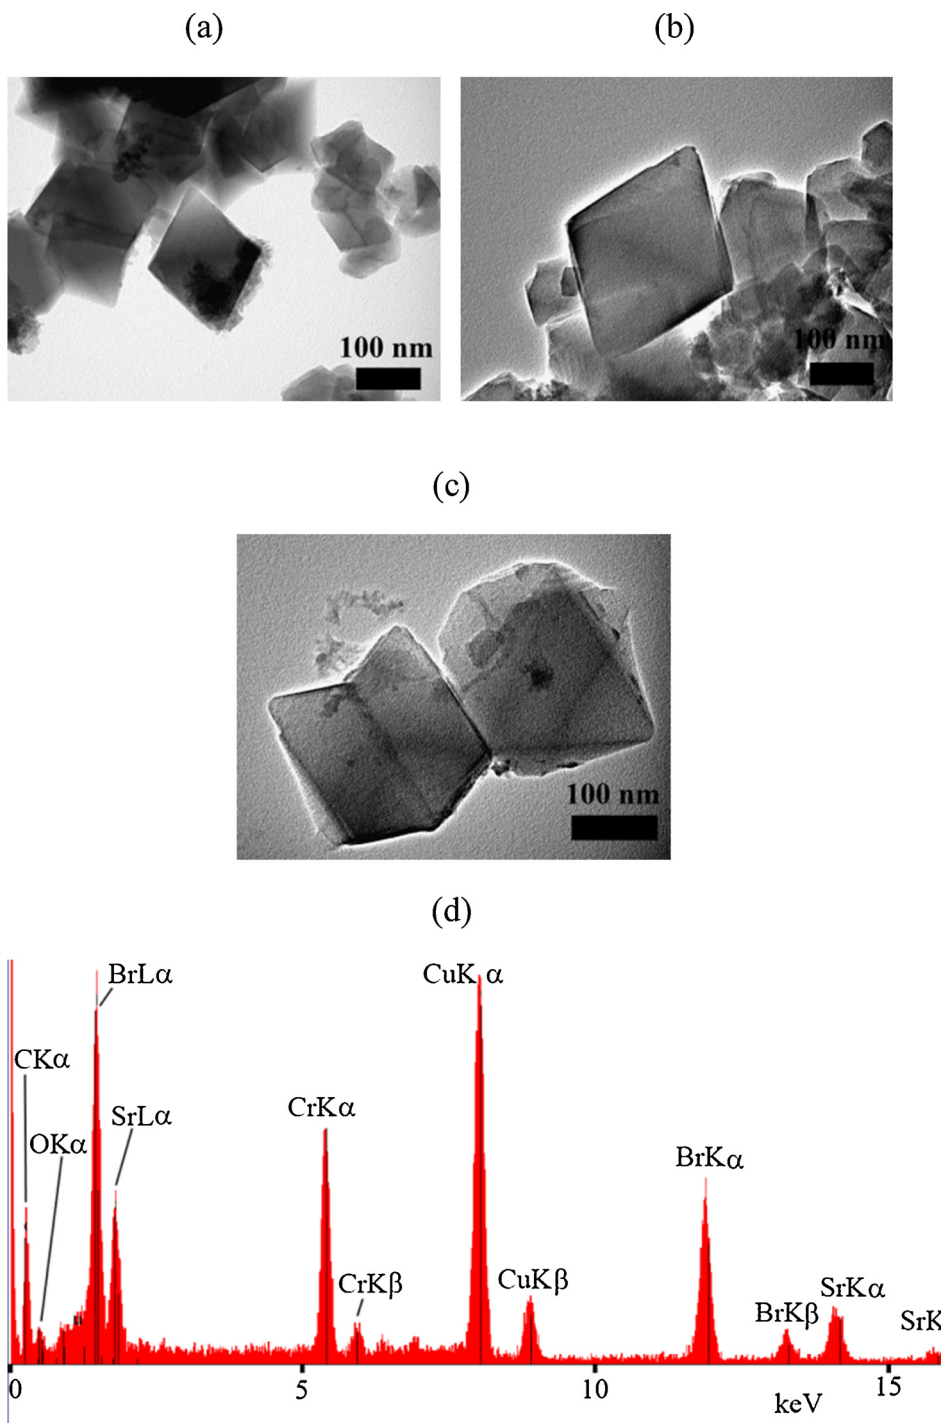 (a)
(b)
100 nm
100 nm
(c)
100 nm
(d)
BrLα
CuK α
CKα
SrLα
CrKα
OKα
BrKα
CrKβ
CuKβ
SrKα
BrKβ
SrK
0
5
10
15
keV